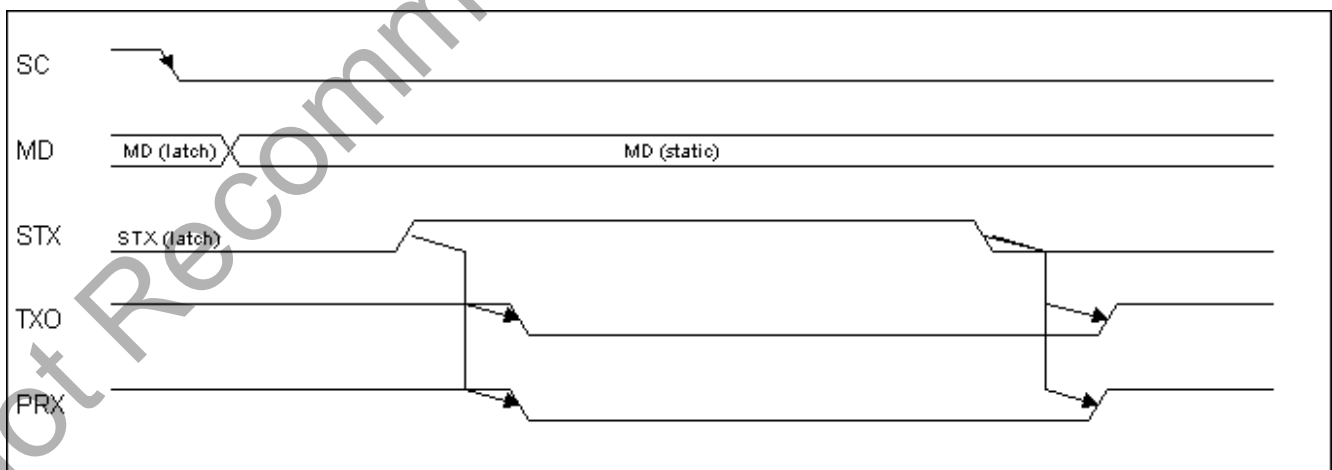 SC
MD
MD (latch)
MD (static)
STX
STX (latch)
TXO
PRX
Not Recomm